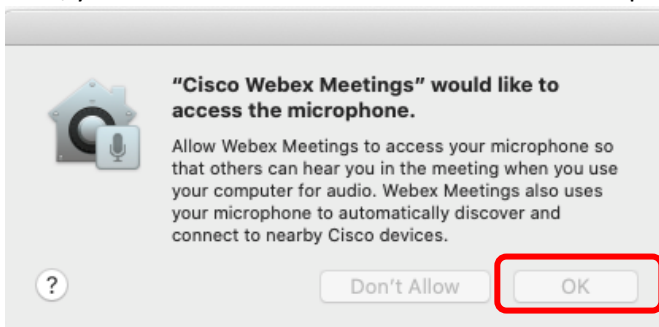 “Cisco Webex Meetings” would like to
access the microphone.
Allow Webex Meetings to access your microphone so
that others can hear you in the meeting when you use
your computer for audio. Webex Meetings also uses
your microphone to automatically discover and
connect to nearby Cisco devices.
?
Don’t Allow
OK